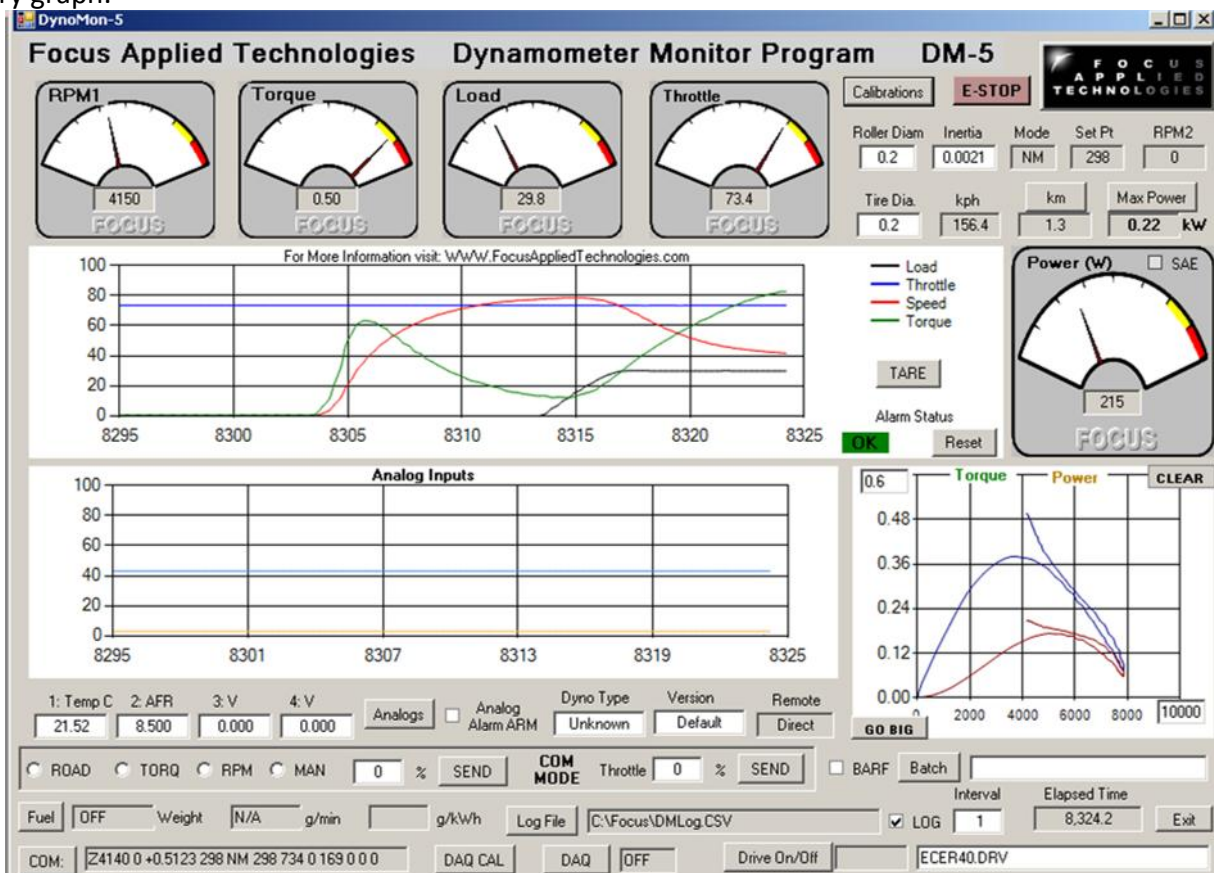 ry graph.
DynoMon-5
Focus Applied Technologies Dynamometer Monitor Program DM-5
FOCUS
APPLIED
TECHNOLOGIES
RPM1 Torque Load Throttle
Calibrations E-STOP
Roller Diam Inertia Mode Set Pt RPM2
0.2 0.0021 NM 298 0
4150 0.50 29.8 73.4
FOCUS FOCUS FOCUS FOCUS
Tire Dia. kph km Max Power
0.2 156.4 1.3 0.22 kW
For More Information visit: WWW.FocusAppliedTechnologies.com
100
80
60
40
20
0
8295 8300 8305 8310 8315 8320 8325
Load
Throttle
Speed
Torque
TARE
Alarm Status
OK Reset
Power (W) SAE
215
FOCUS
Analog Inputs
100
80
60
40
20
0
8295 8301 8307 8313 8319 8325
0.6 Torque Power CLEAR
0.48
0.36
0.24
0.12
0.00
0 2000 4000 6000 8000 10000
GO BIG
1: Temp C 2: AFR 3: V 4: V
21.52 8.500 0.000 0.000
Analogs
Analog
Alarm ARM
Dyno Type Version Remote
Unknown Default Direct
ROAD TORQ RPM MAN 0 % SEND
COM
MODE
Throttle 0 % SEND
BARF Batch
Interval Elapsed Time
Fuel OFF Weight N/A g/min g/kWh Log File C:\Focus\DMLog.CSV LOG 1 8,324.2 Exit
COM: Z4140 0 +0.5123 298 NM 298 734 0 169 0 0 0 DAQ CAL DAQ OFF Drive On/Off ECER40.DRV